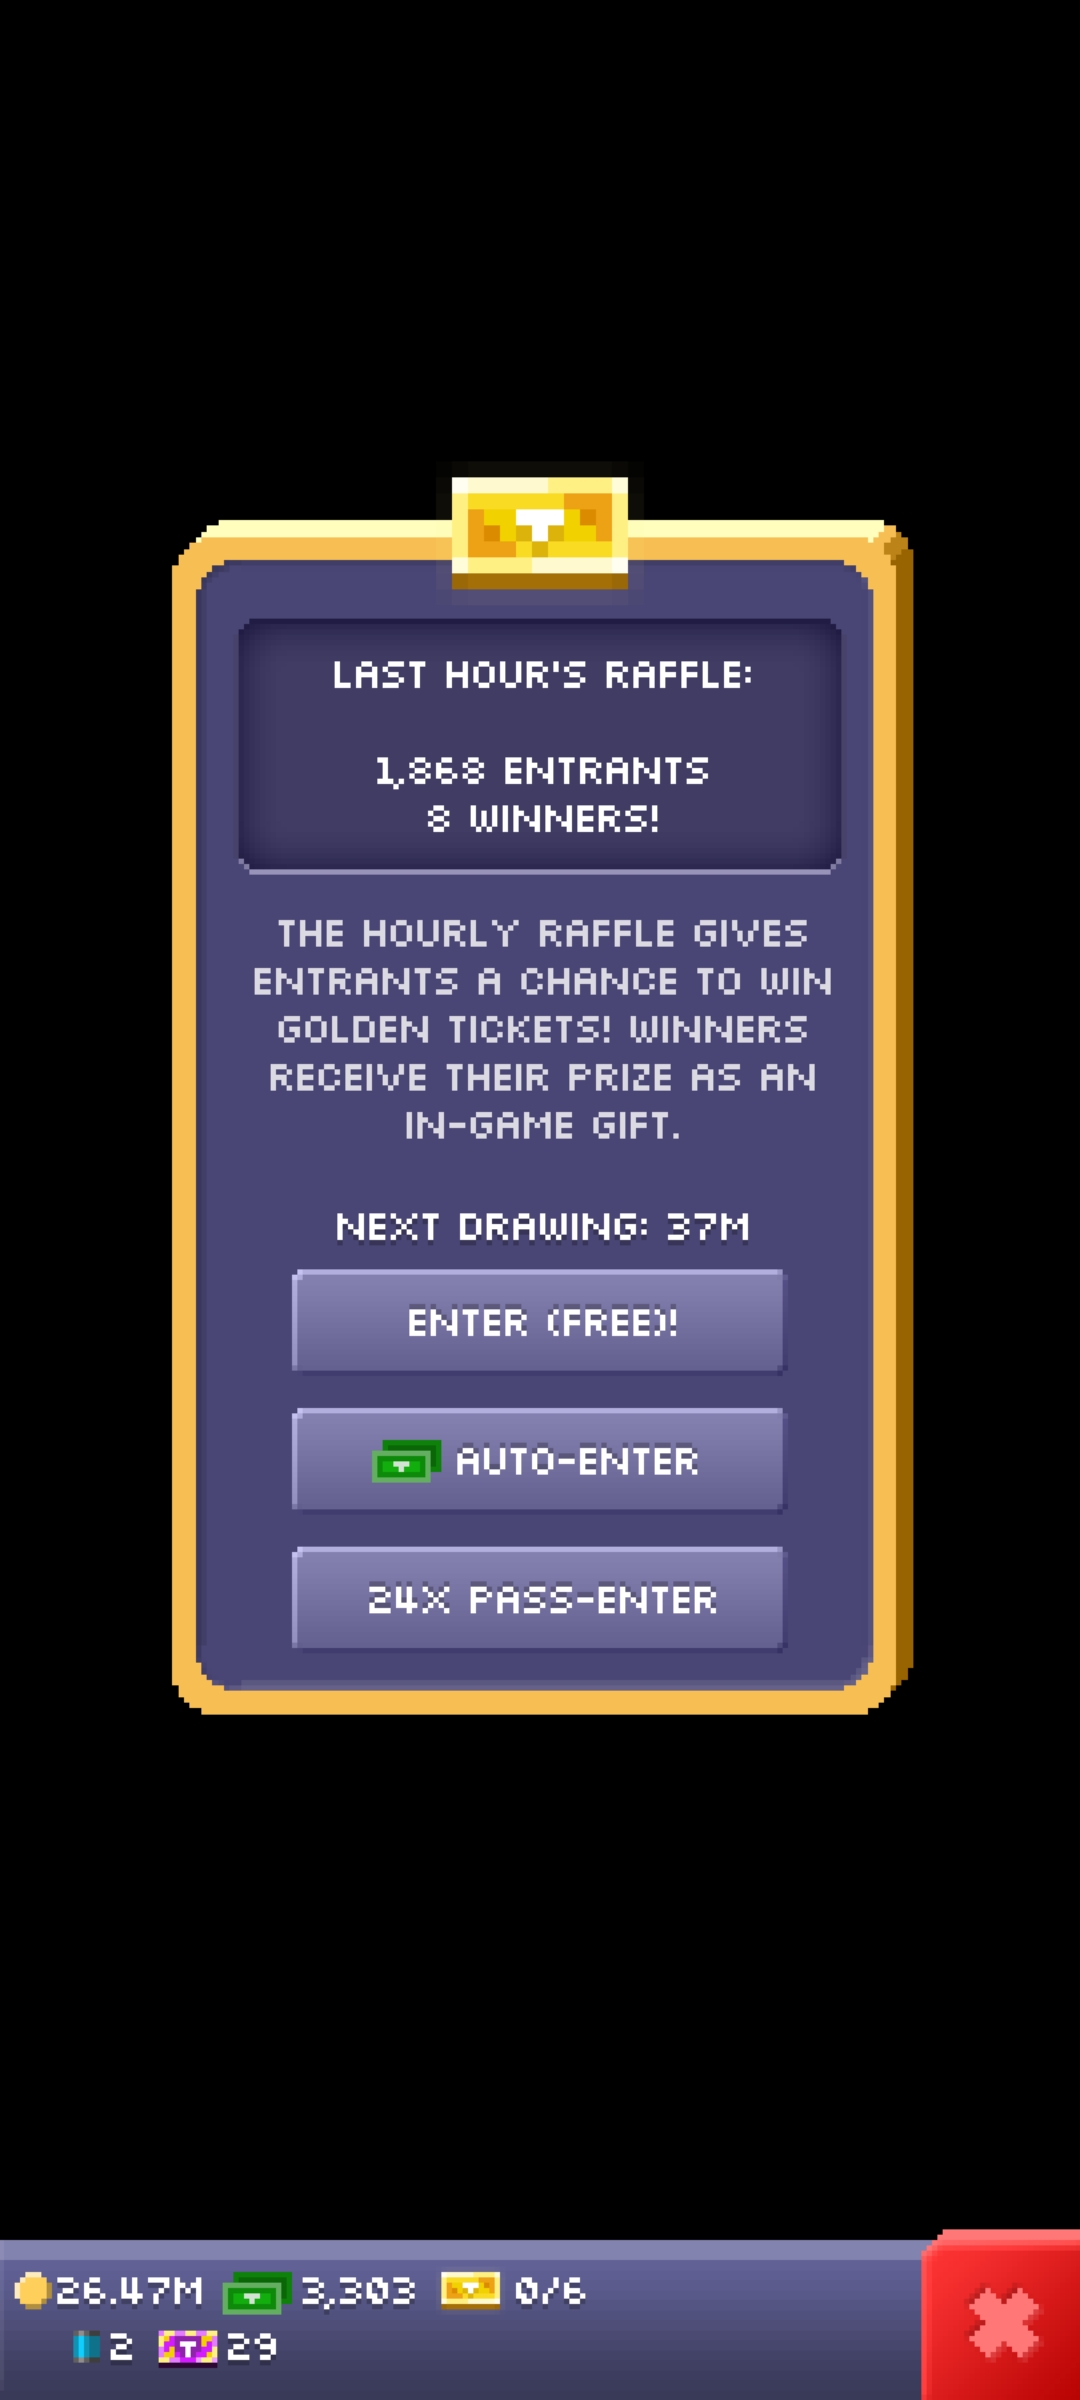 LAST HOUR'S RAFFLE:
1,868 ENTRANTS
8 WINNERS!
THE HOURLY RAFFLE GIVES
ENTRANTS A CHANCE TO WIN
GOLDEN TICKETS! WINNERS
RECEIVE THEIR PRIZE AS AN
IN-GAME GIFT.
NEXT DRAWING: 37M
ENTER (FREE)!
AUTO-ENTER
24X PASS-ENTER
26.47M 3,303 0/6
2 29